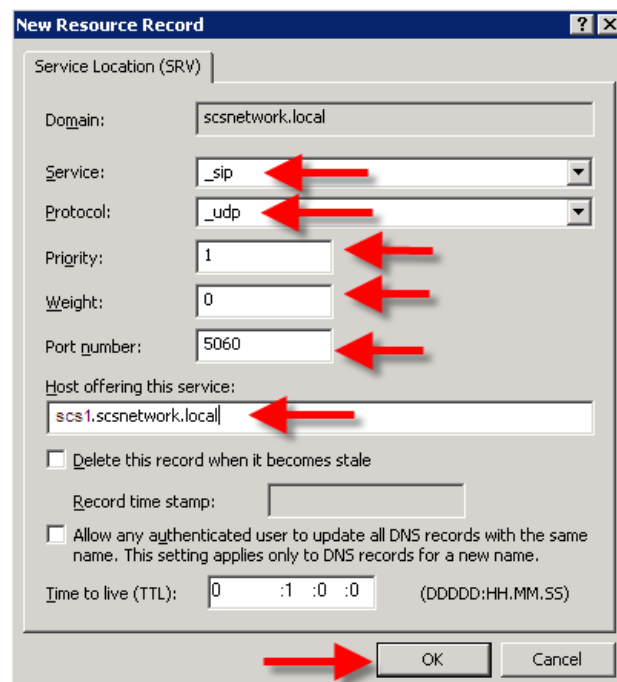 New Resource Record
Service Location (SRV)
Domain: scsnetwork.local
Service: _sip
Protocol: _udp
Priority: 1
Weight: 0
Port number: 5060
Host offering this service:
scs1.scsnetwork.local
Delete this record when it becomes stale
Record time stamp:
Allow any authenticated user to update all DNS records with the same
name. This setting applies only to DNS records for a new name.
Time to live (TTL): 0 :1 :0 :0 (DDDDD:HH.MM.SS)
OK Cancel